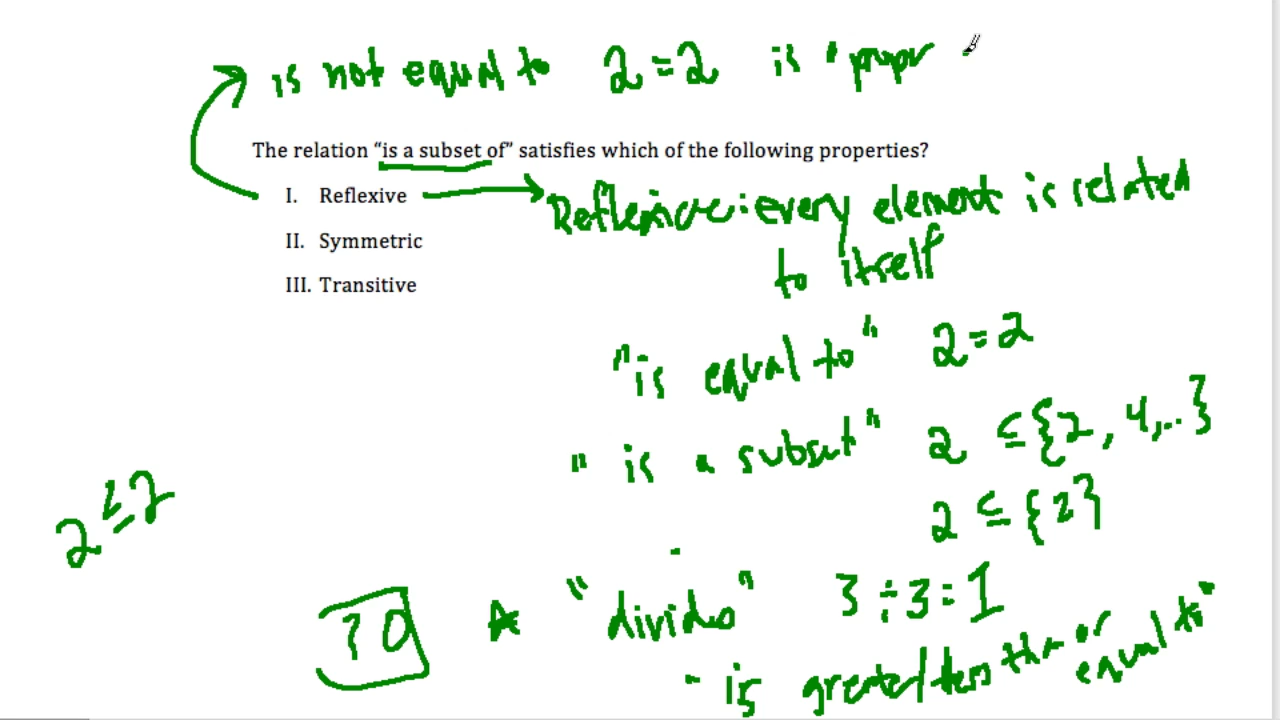 is not equal to 2=2 is " proper
The relation “is a subset of” satisfies which of the following properties?
I. Reflexive
Reflexive: every element is related
to itself
II. Symmetric
III. Transitive
"is equal to" 2=2
"is a subset" 2 ⊆ {2, 4,..}
2 ⊆ {2}
2 ≤ 2
"divides" 3 ÷ 3 = 1
"is greater/less than or equal to"